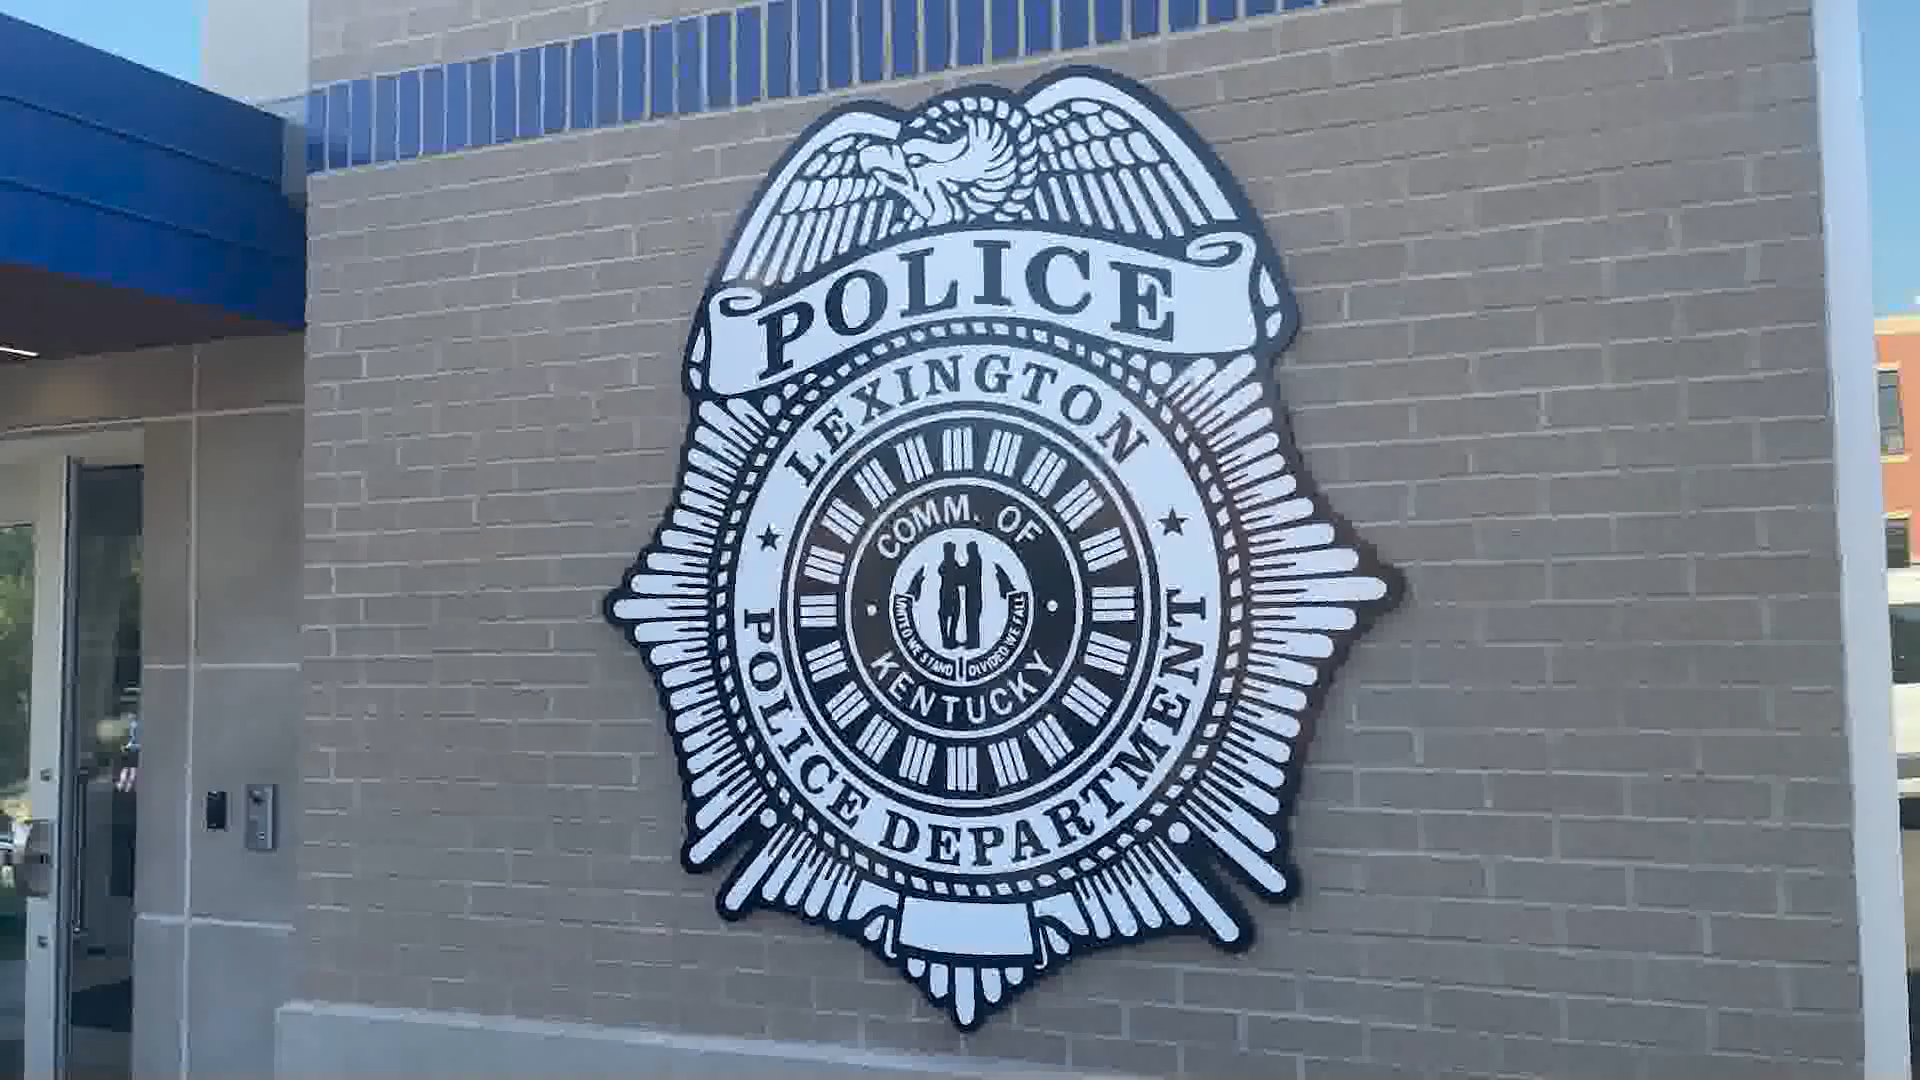 POLICE
LEXINGTON
POLICE DEPARTMENT
COMM. OF
KENTUCKY
UNITED WE STAND DIVIDED WE FALL